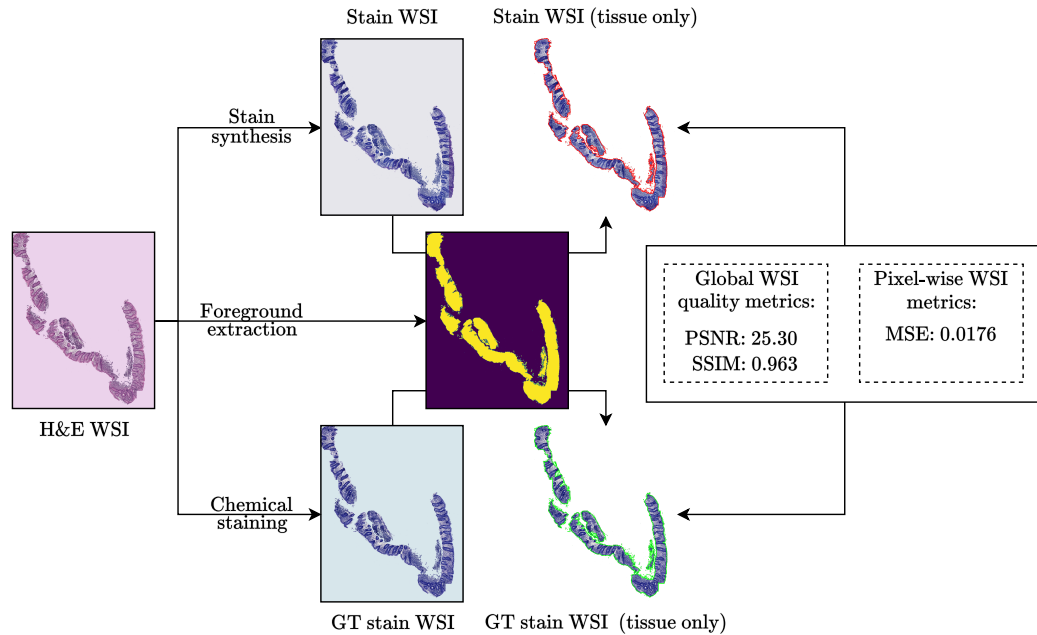 Stain WSI
Stain WSI (tissue only)
Stain
synthesis
Global WSI
quality metrics:
PSNR: 25.30
SSIM: 0.963
Pixel-wise WSI
metrics:
MSE: 0.0176
Foreground
extraction
H&E WSI
Chemical
staining
GT stain WSI
GT stain WSI (tissue only)